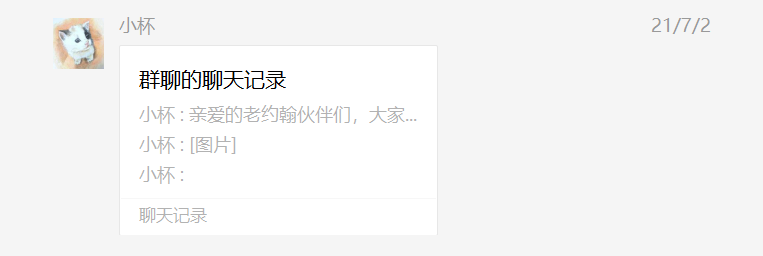 小杯
21/7/2
群聊的聊天记录
小杯 : 亲爱的老约翰伙伴们，大家...
小杯 : [图片]
小杯 :
聊天记录